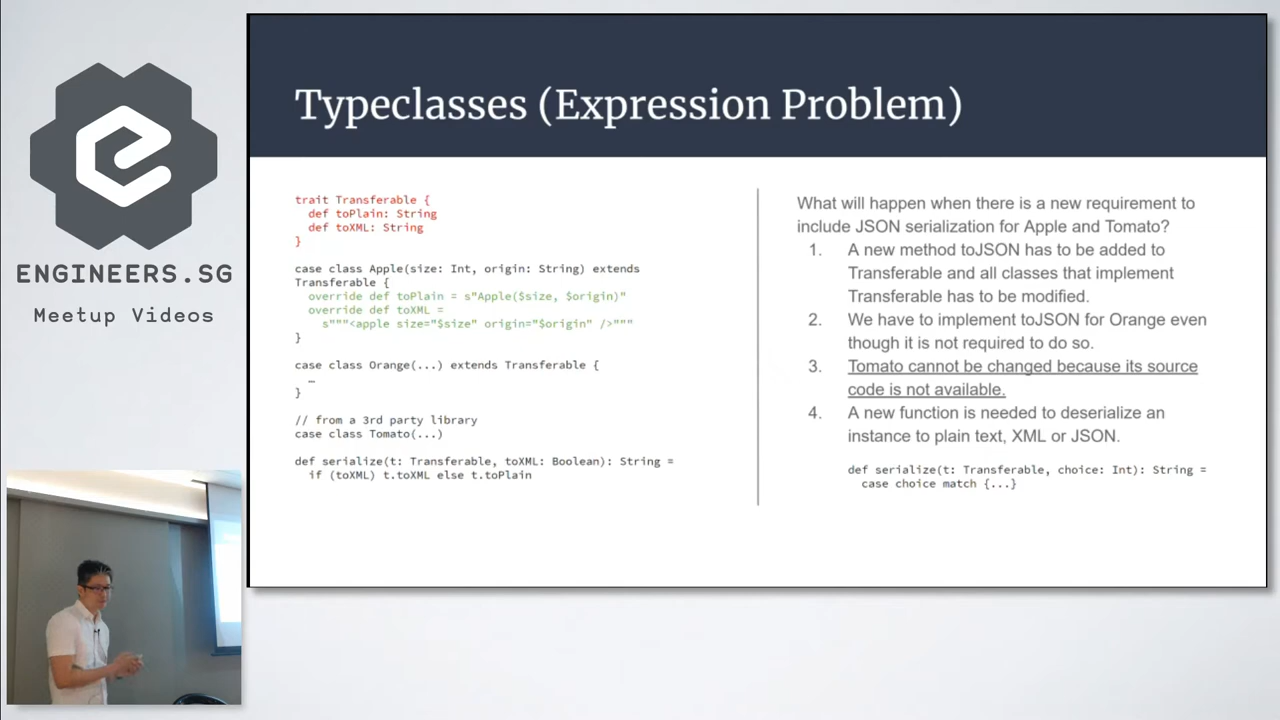 ENGINEERS.SG
Meetup Videos
Typeclasses (Expression Problem)
trait Transferable {
def toPlain: String
def toXML: String
}
case class Apple(size: Int, origin: String) extends
Transferable {
override def toPlain = s"Apple($size, $origin)"
override def toXML =
s"""<apple size="$size" origin="$origin" />"""
}
case class Orange(...) extends Transferable {
…
}
// from a 3rd party library
case class Tomato(...)
def serialize(t: Transferable, toXML: Boolean): String =
if (toXML) t.toXML else t.toPlain
What will happen when there is a new requirement to
include JSON serialization for Apple and Tomato?
1. A new method toJSON has to be added to
Transferable and all classes that implement
Transferable has to be modified.
2. We have to implement toJSON for Orange even
though it is not required to do so.
3. Tomato cannot be changed because its source
code is not available.
4. A new function is needed to deserialize an
instance to plain text, XML or JSON.
def serialize(t: Transferable, choice: Int): String =
case choice match {...}